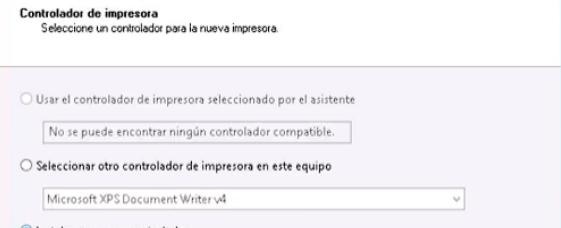 Controlador de impresora
Seleccione un controlador para la nueva impresora.
Usar el controlador de impresora seleccionado por el asistente
No se puede encontrar ningún controlador compatible.
Seleccionar otro controlador de impresora en este equipo
Microsoft XPS Document Writer v4